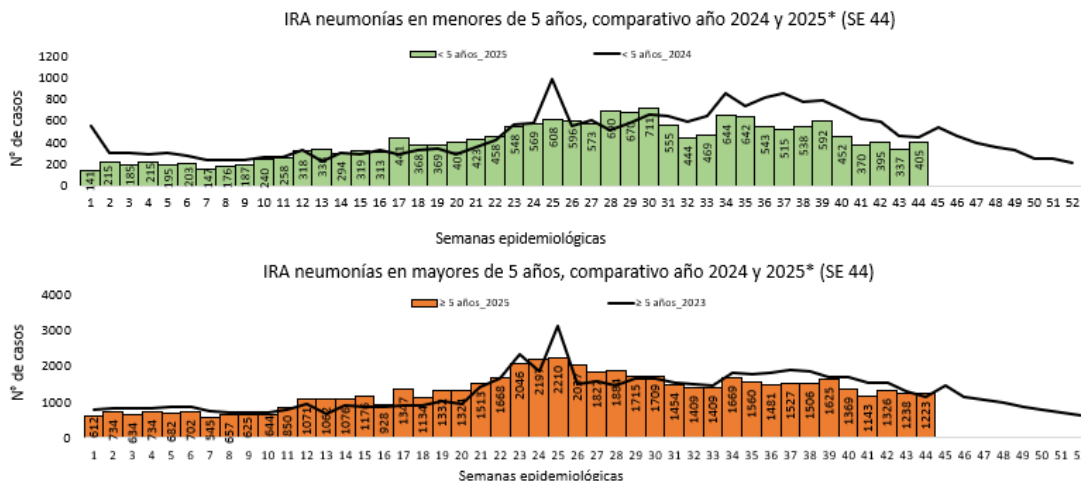 IRA neumonías en menores de 5 años, comparativo año 2024 y 2025* (SE 44)
< 5 años_2025 < 5 años_2024
N° de casos
1200
1000
800
600
400
200
0
141 215 185 215 195 203 147 176 187 240 258 318 294 319 313 441 368 369 423 458 548 569 608 596 573 670 711 555 444 469 644 642 543 515 538 592 452 370 395 337 405
1 2 3 4 5 6 7 8 9 10 11 12 13 14 15 16 17 18 19 20 21 22 23 24 25 26 27 28 29 30 31 32 33 34 35 36 37 38 39 40 41 42 43 44 45 46 47 48 49 50 51 52
Semanas epidemiológicas
IRA neumonías en mayores de 5 años, comparativo año 2024 y 2025* (SE 44)
≥ 5 años_2025 ≥ 5 años_2023
N° de casos
4000
3000
2000
1000
0
612 734 634 734 682 702 545 657 625 644 850 1071 1076 1176 928 1347 1134 1333 1513 1668 2046 2210 1884 1715 1709 1454 1409 1409 1669 1560 1481 1527 1506 1625 1369 1143 1326 1238 1223
1 2 3 4 5 6 7 8 9 10 11 12 13 14 15 16 17 18 19 20 21 22 23 24 25 26 27 28 29 30 31 32 33 34 35 36 37 38 39 40 41 42 43 44 45 46 47 48 49 50 51
Semanas epidemiológicas